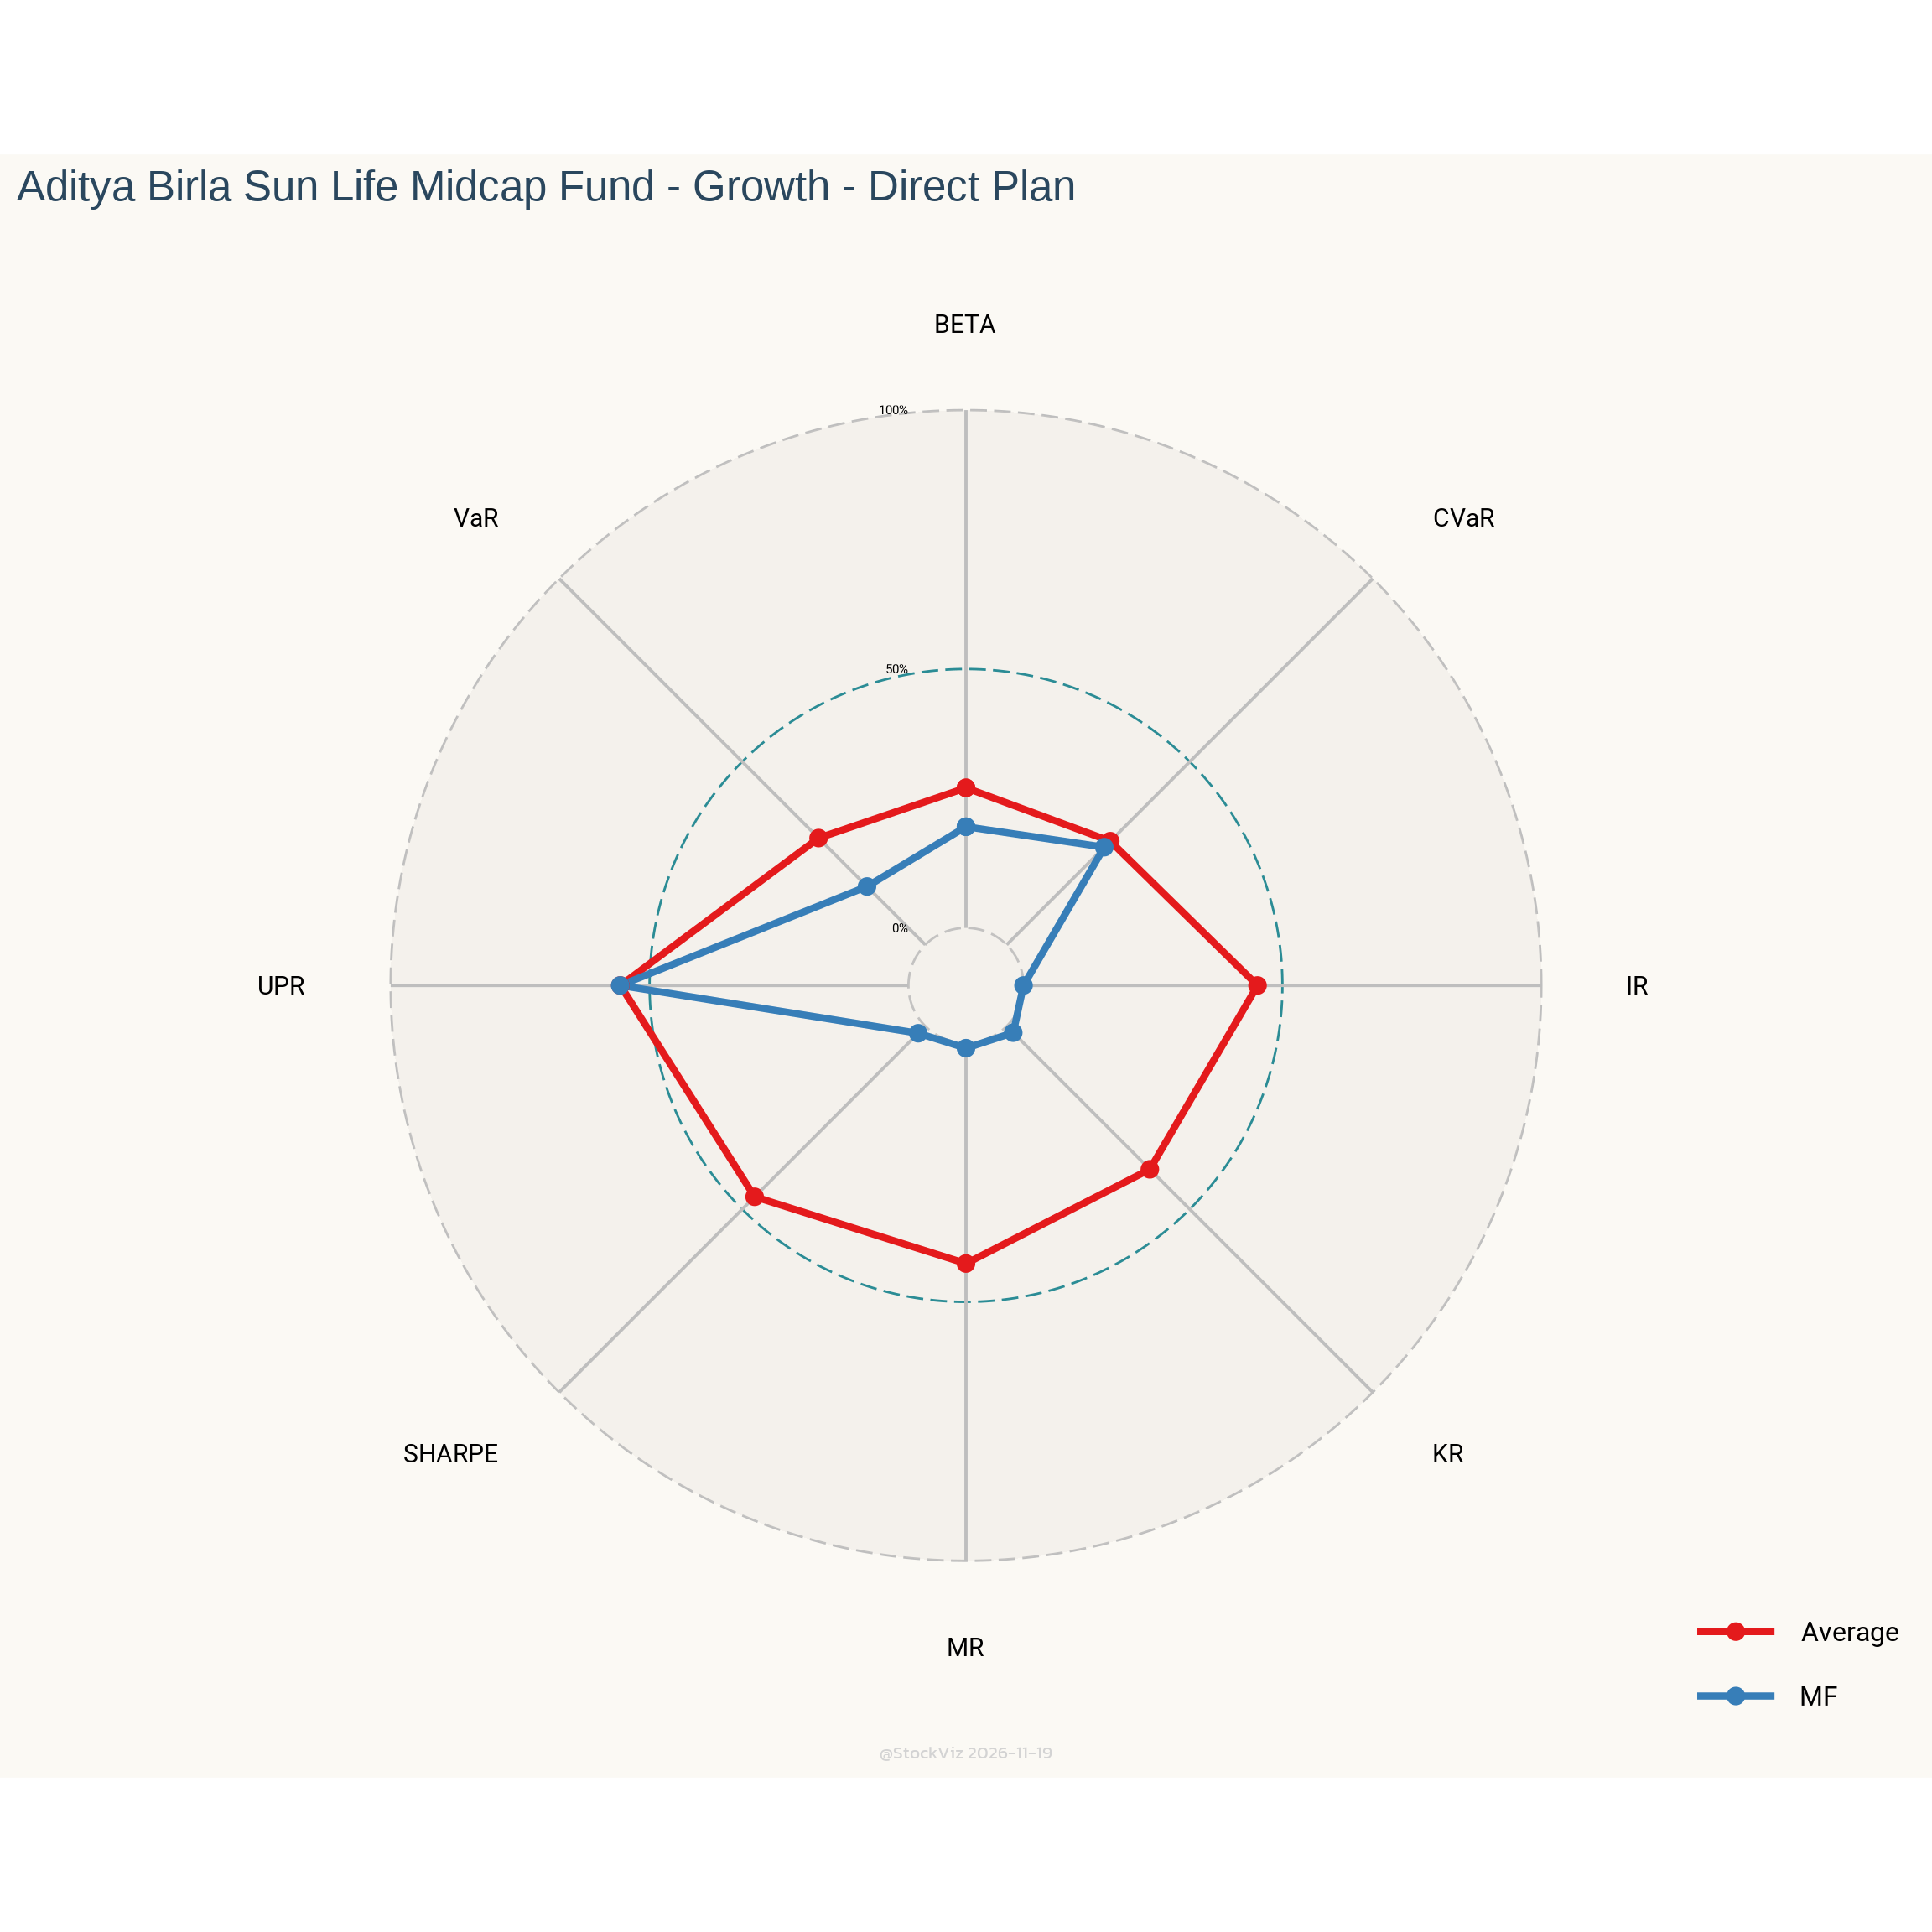 Aditya Birla Sun Life Midcap Fund - Growth - Direct Plan
BETA
100%
VaR
CVaR
50%
0%
UPR
IR
SHARPE
KR
MR
Average
MF
@StockViz 2026-11-19